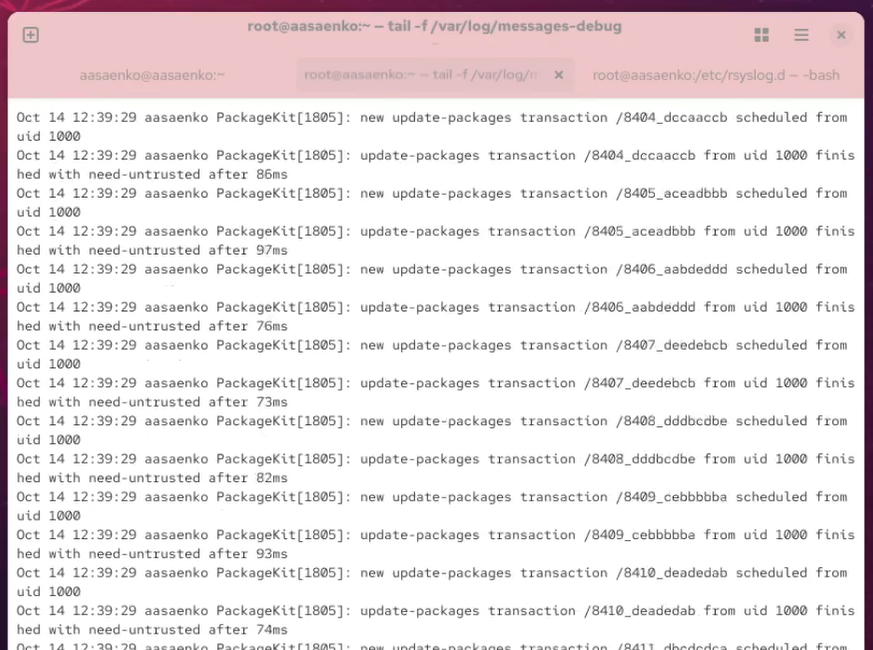 root@aasaenko:~ — tail -f /var/log/messages-debug
aasaenko@aasaenko:~
root@aasaenko:~ — tail -f /var/log/m
root@aasaenko:/etc/rsyslog.d — -bash
Oct 14 12:39:29 aasaenko PackageKit[1805]: new update-packages transaction /8404_dccaaccb scheduled from
uid 1000
Oct 14 12:39:29 aasaenko PackageKit[1805]: update-packages transaction /8404_dccaaccb from uid 1000 finis
hed with need-untrusted after 86ms
Oct 14 12:39:29 aasaenko PackageKit[1805]: new update-packages transaction /8405_aceadbbb scheduled from
uid 1000
Oct 14 12:39:29 aasaenko PackageKit[1805]: update-packages transaction /8405_aceadbbb from uid 1000 finis
hed with need-untrusted after 97ms
Oct 14 12:39:29 aasaenko PackageKit[1805]: new update-packages transaction /8406_aabdeddd scheduled from
uid 1000
Oct 14 12:39:29 aasaenko PackageKit[1805]: update-packages transaction /8406_aabdeddd from uid 1000 finis
hed with need-untrusted after 76ms
Oct 14 12:39:29 aasaenko PackageKit[1805]: new update-packages transaction /8407_deedebcb scheduled from
uid 1000
Oct 14 12:39:29 aasaenko PackageKit[1805]: update-packages transaction /8407_deedebcb from uid 1000 finis
hed with need-untrusted after 73ms
Oct 14 12:39:29 aasaenko PackageKit[1805]: new update-packages transaction /8408_dddbcdbe scheduled from
uid 1000
Oct 14 12:39:29 aasaenko PackageKit[1805]: update-packages transaction /8408_dddbcdbe from uid 1000 finis
hed with need-untrusted after 82ms
Oct 14 12:39:29 aasaenko PackageKit[1805]: new update-packages transaction /8409_cebbbbba scheduled from
uid 1000
Oct 14 12:39:29 aasaenko PackageKit[1805]: update-packages transaction /8409_cebbbbba from uid 1000 finis
hed with need-untrusted after 93ms
Oct 14 12:39:29 aasaenko PackageKit[1805]: new update-packages transaction /8410_deadedab scheduled from
uid 1000
Oct 14 12:39:29 aasaenko PackageKit[1805]: update-packages transaction /8410_deadedab from uid 1000 finis
hed with need-untrusted after 74ms
Oct 14 12:39:29 aasaenko PackageKit[1805]: new update-packages transaction /8411_dbcdcdca scheduled from